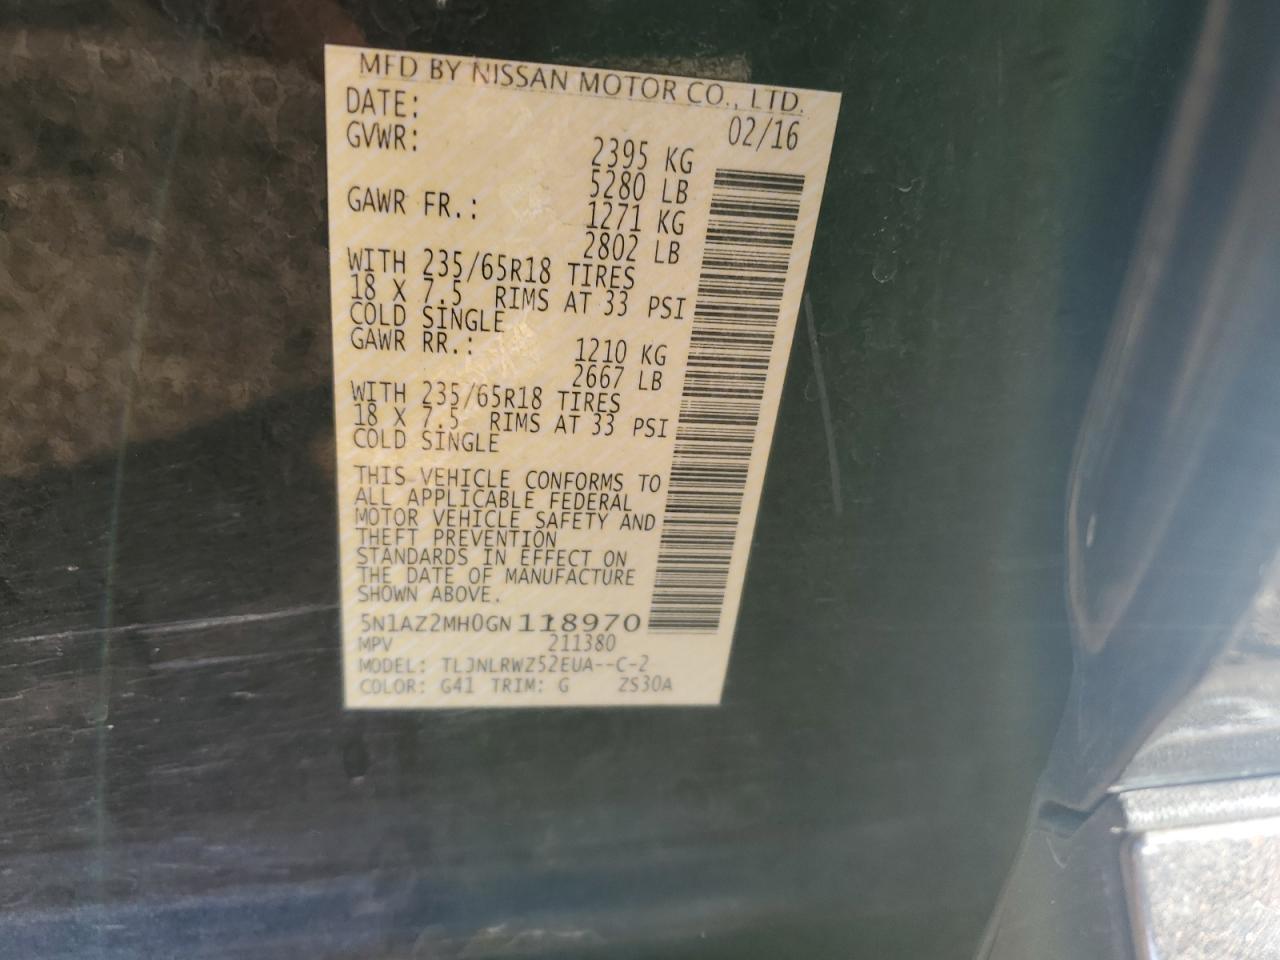 MFD BY NISSAN MOTOR CO., LTD.
DATE: 02/16
GVWR: 2395 KG
5280 LB
GAWR FR.: 1271 KG
2802 LB
WITH 235/65R18 TIRES
18 X 7.5 RIMS AT 33 PSI
COLD SINGLE
GAWR RR.: 1210 KG
2667 LB
WITH 235/65R18 TIRES
18 X 7.5 RIMS AT 33 PSI
COLD SINGLE
THIS VEHICLE CONFORMS TO
ALL APPLICABLE FEDERAL
MOTOR VEHICLE SAFETY AND
THEFT PREVENTION
STANDARDS IN EFFECT ON
THE DATE OF MANUFACTURE
SHOWN ABOVE.
5N1AZ2MH0GN118970
MPV 211380
MODEL: TLJNLRWZ52EUA--C-2
COLOR: G41 TRIM: G ZS30A